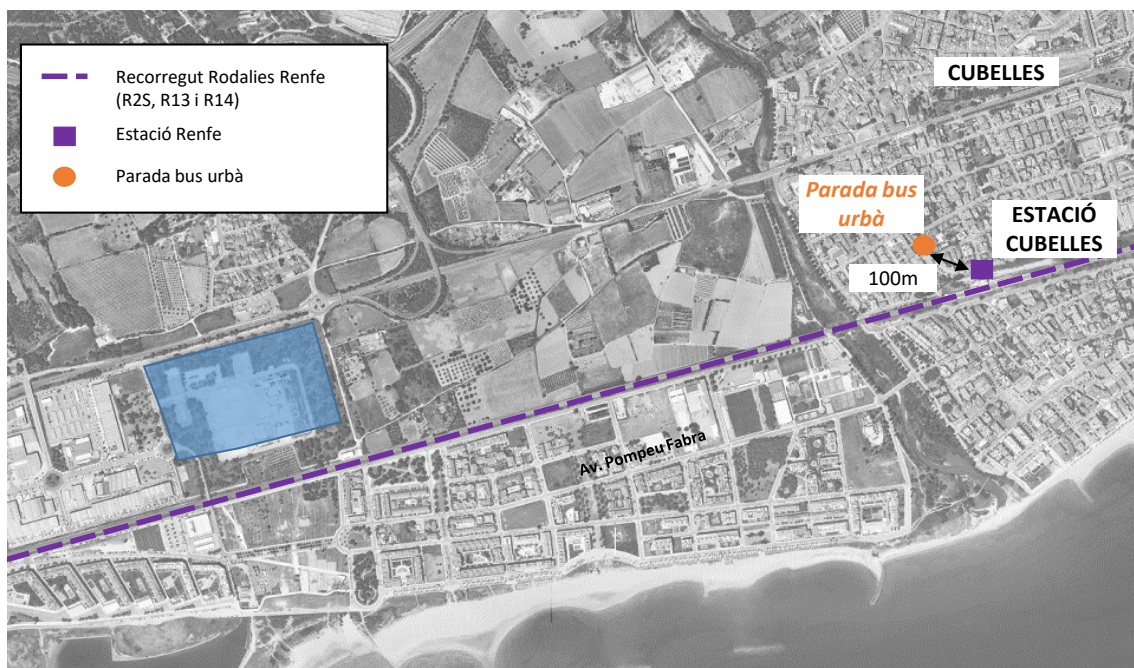 Recorregut Rodalies Renfe
(R2S, R13 i R14)
Estació Renfe
Parada bus urbà
CUBELLES
Parada bus
urbà
ESTACIÓ
CUBELLES
100m
Av. Pompeu Fabra